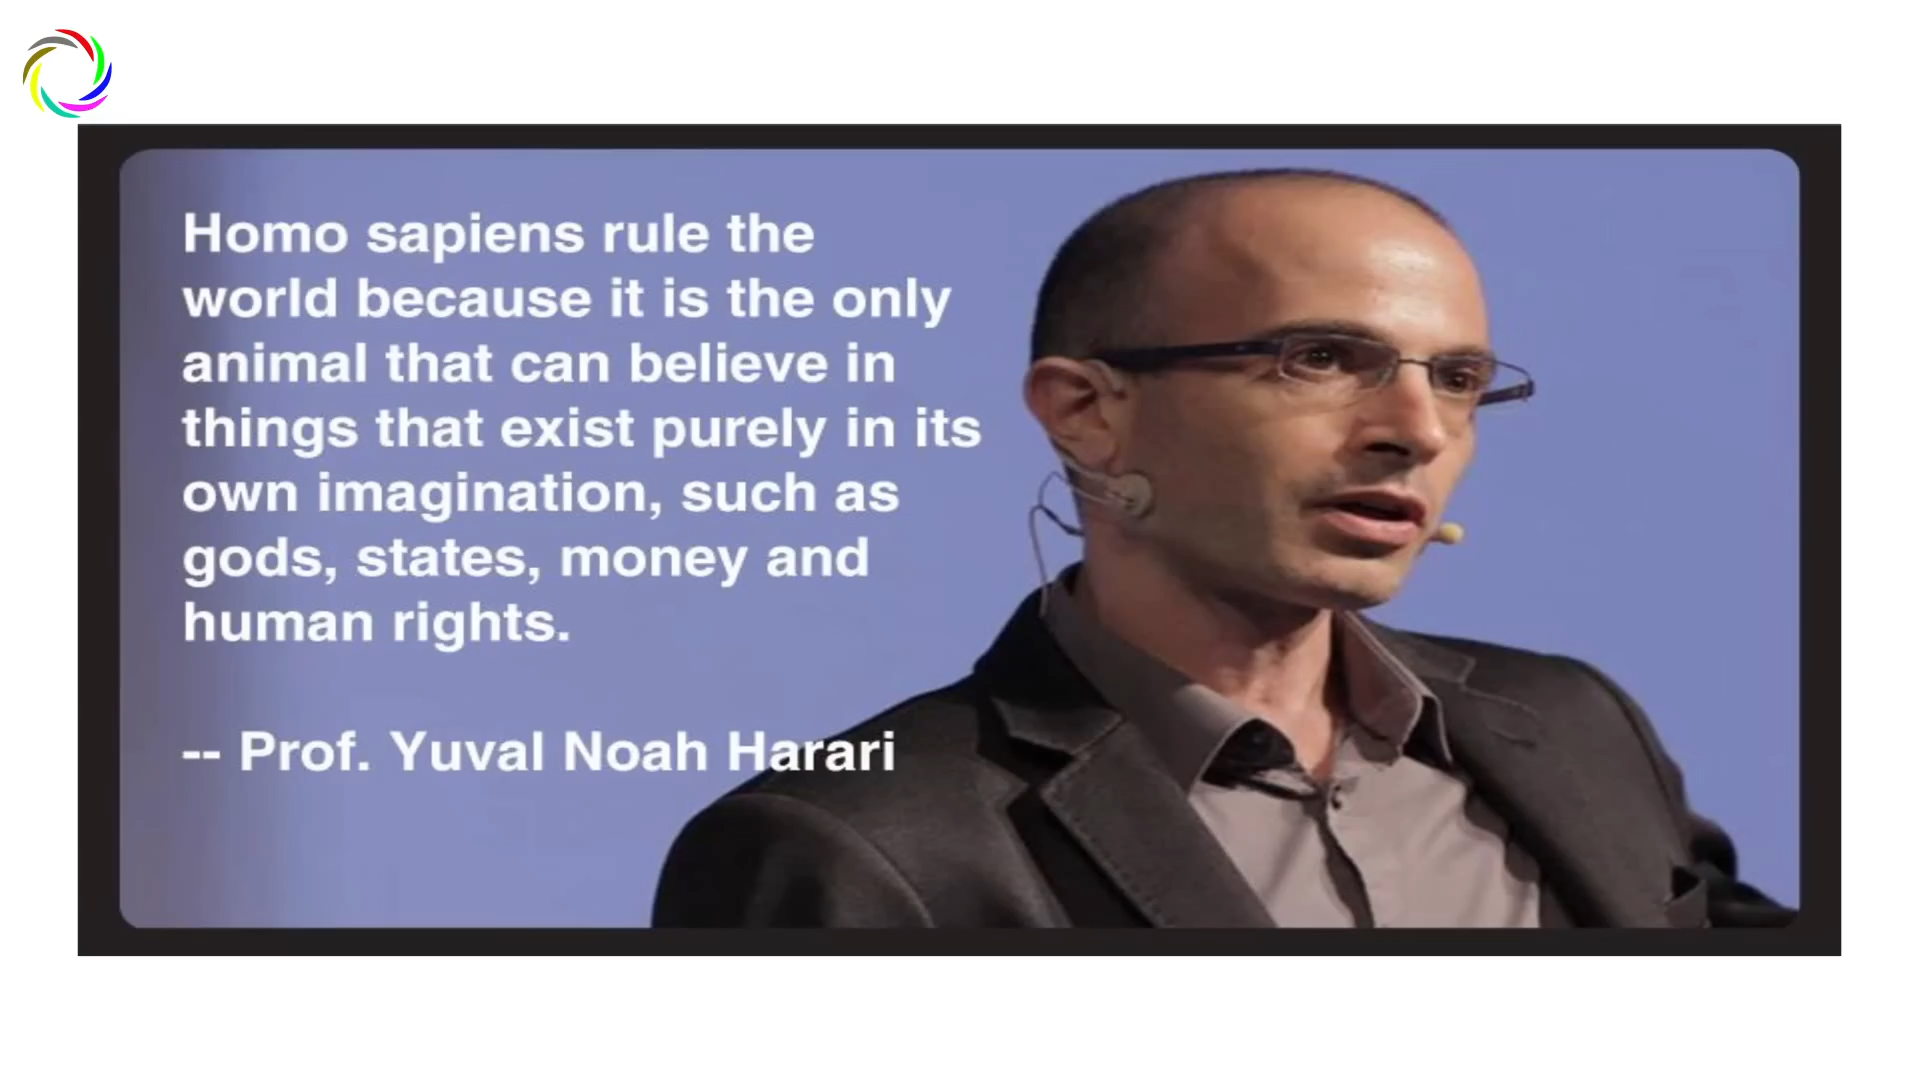 Homo sapiens rule the
world because it is the only
animal that can believe in
things that exist purely in its
own imagination, such as
gods, states, money and
human rights.
-- Prof. Yuval Noah Harari